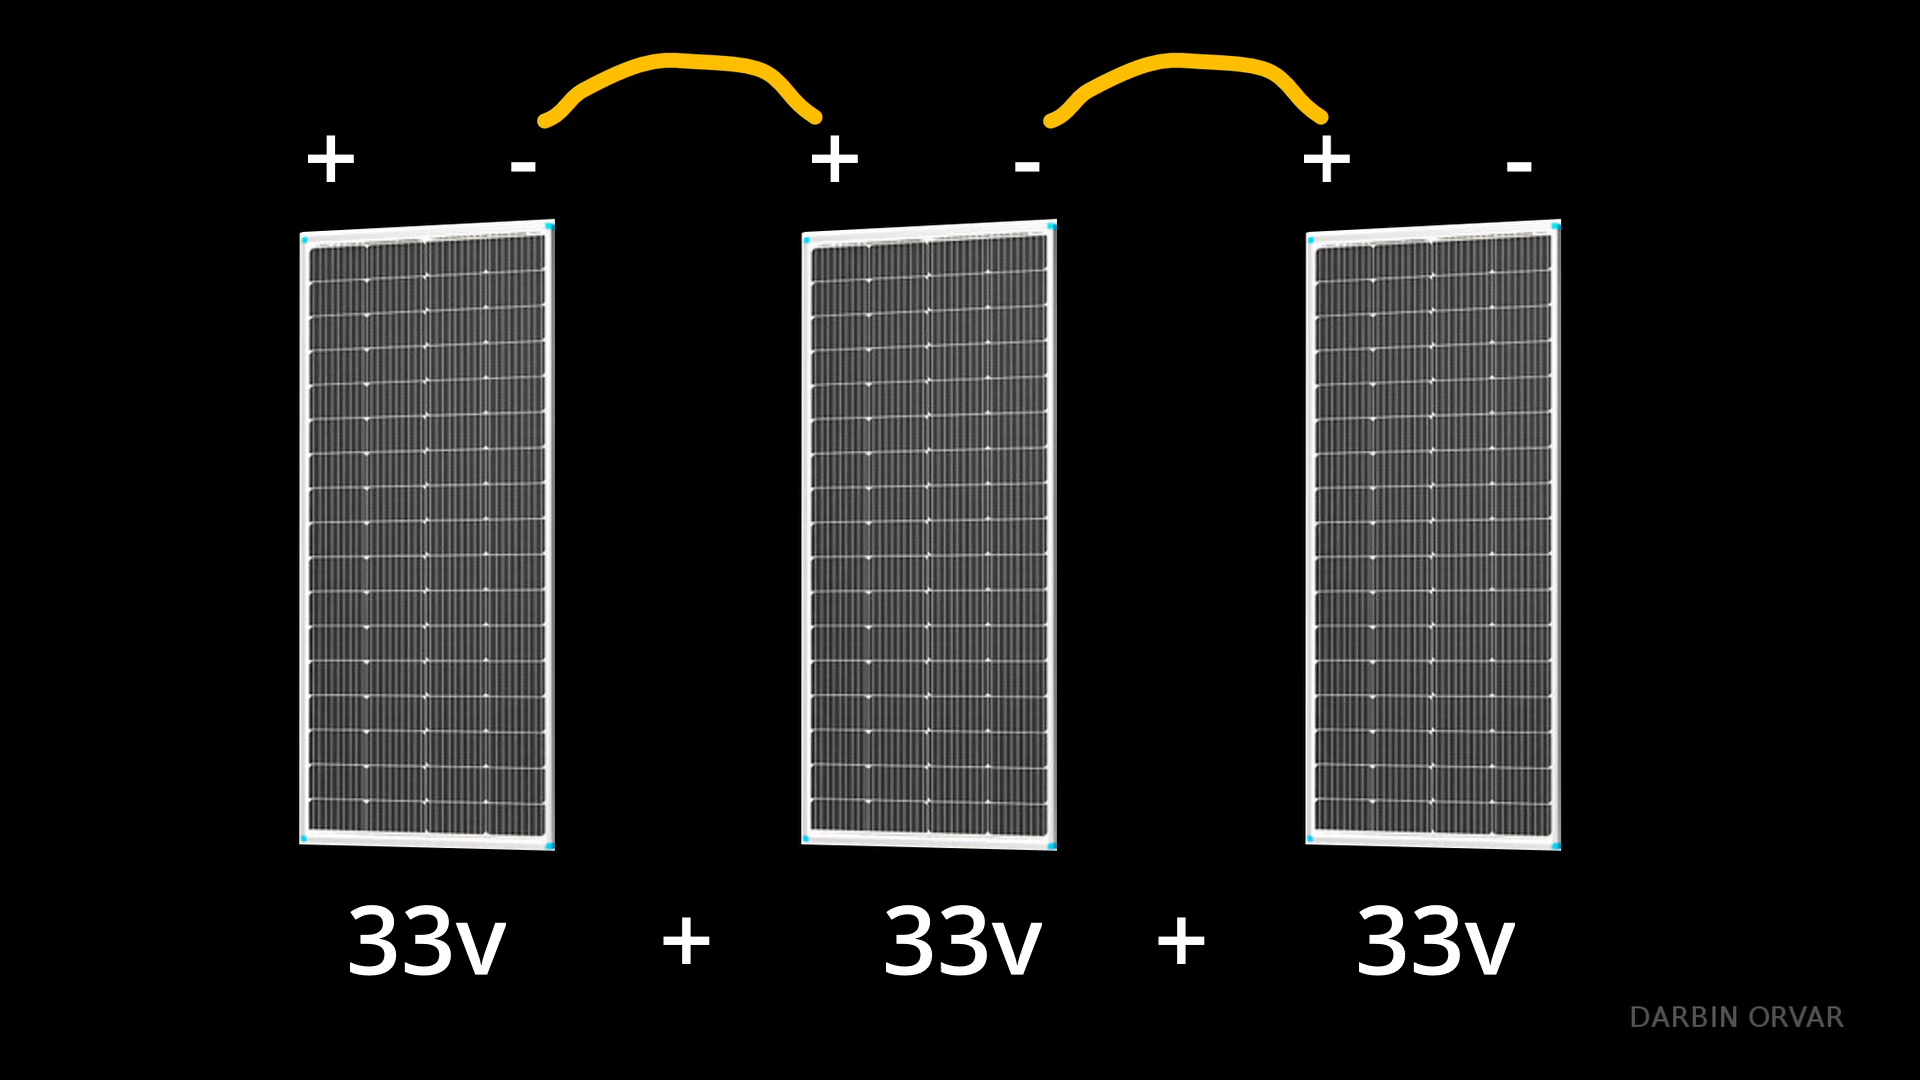 + - + - + -
33v + 33v + 33v
DARBIN ORVAR